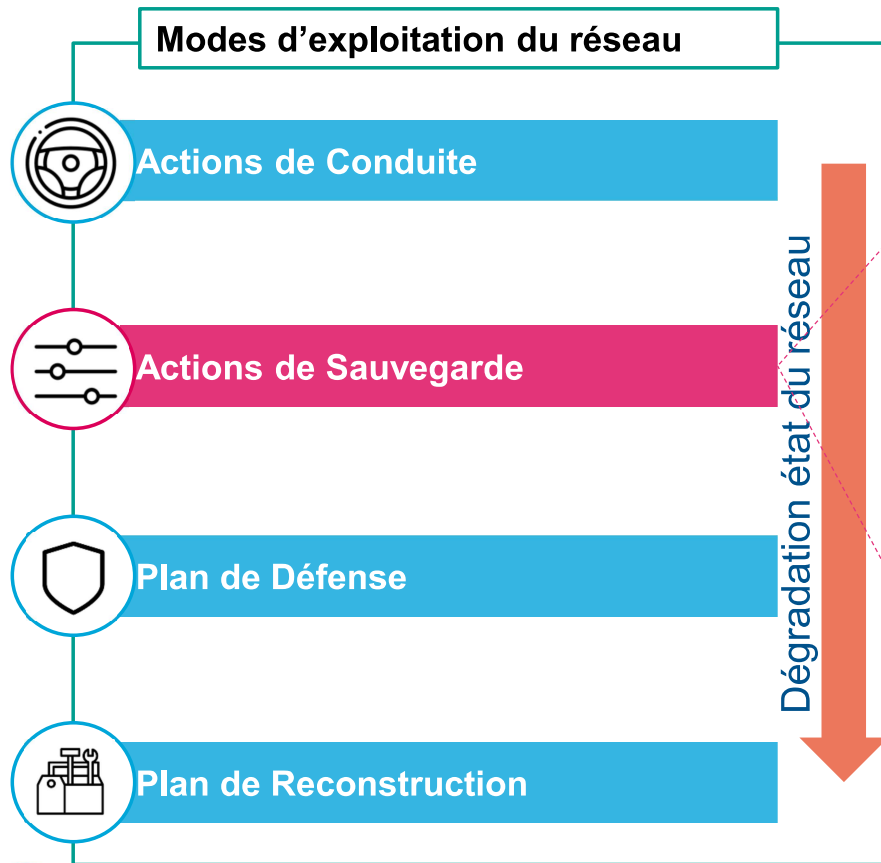 Modes d’exploitation du réseau
Actions de Conduite
Actions de Sauvegarde
Plan de Défense
Plan de Reconstruction
Dégradation état du réseau